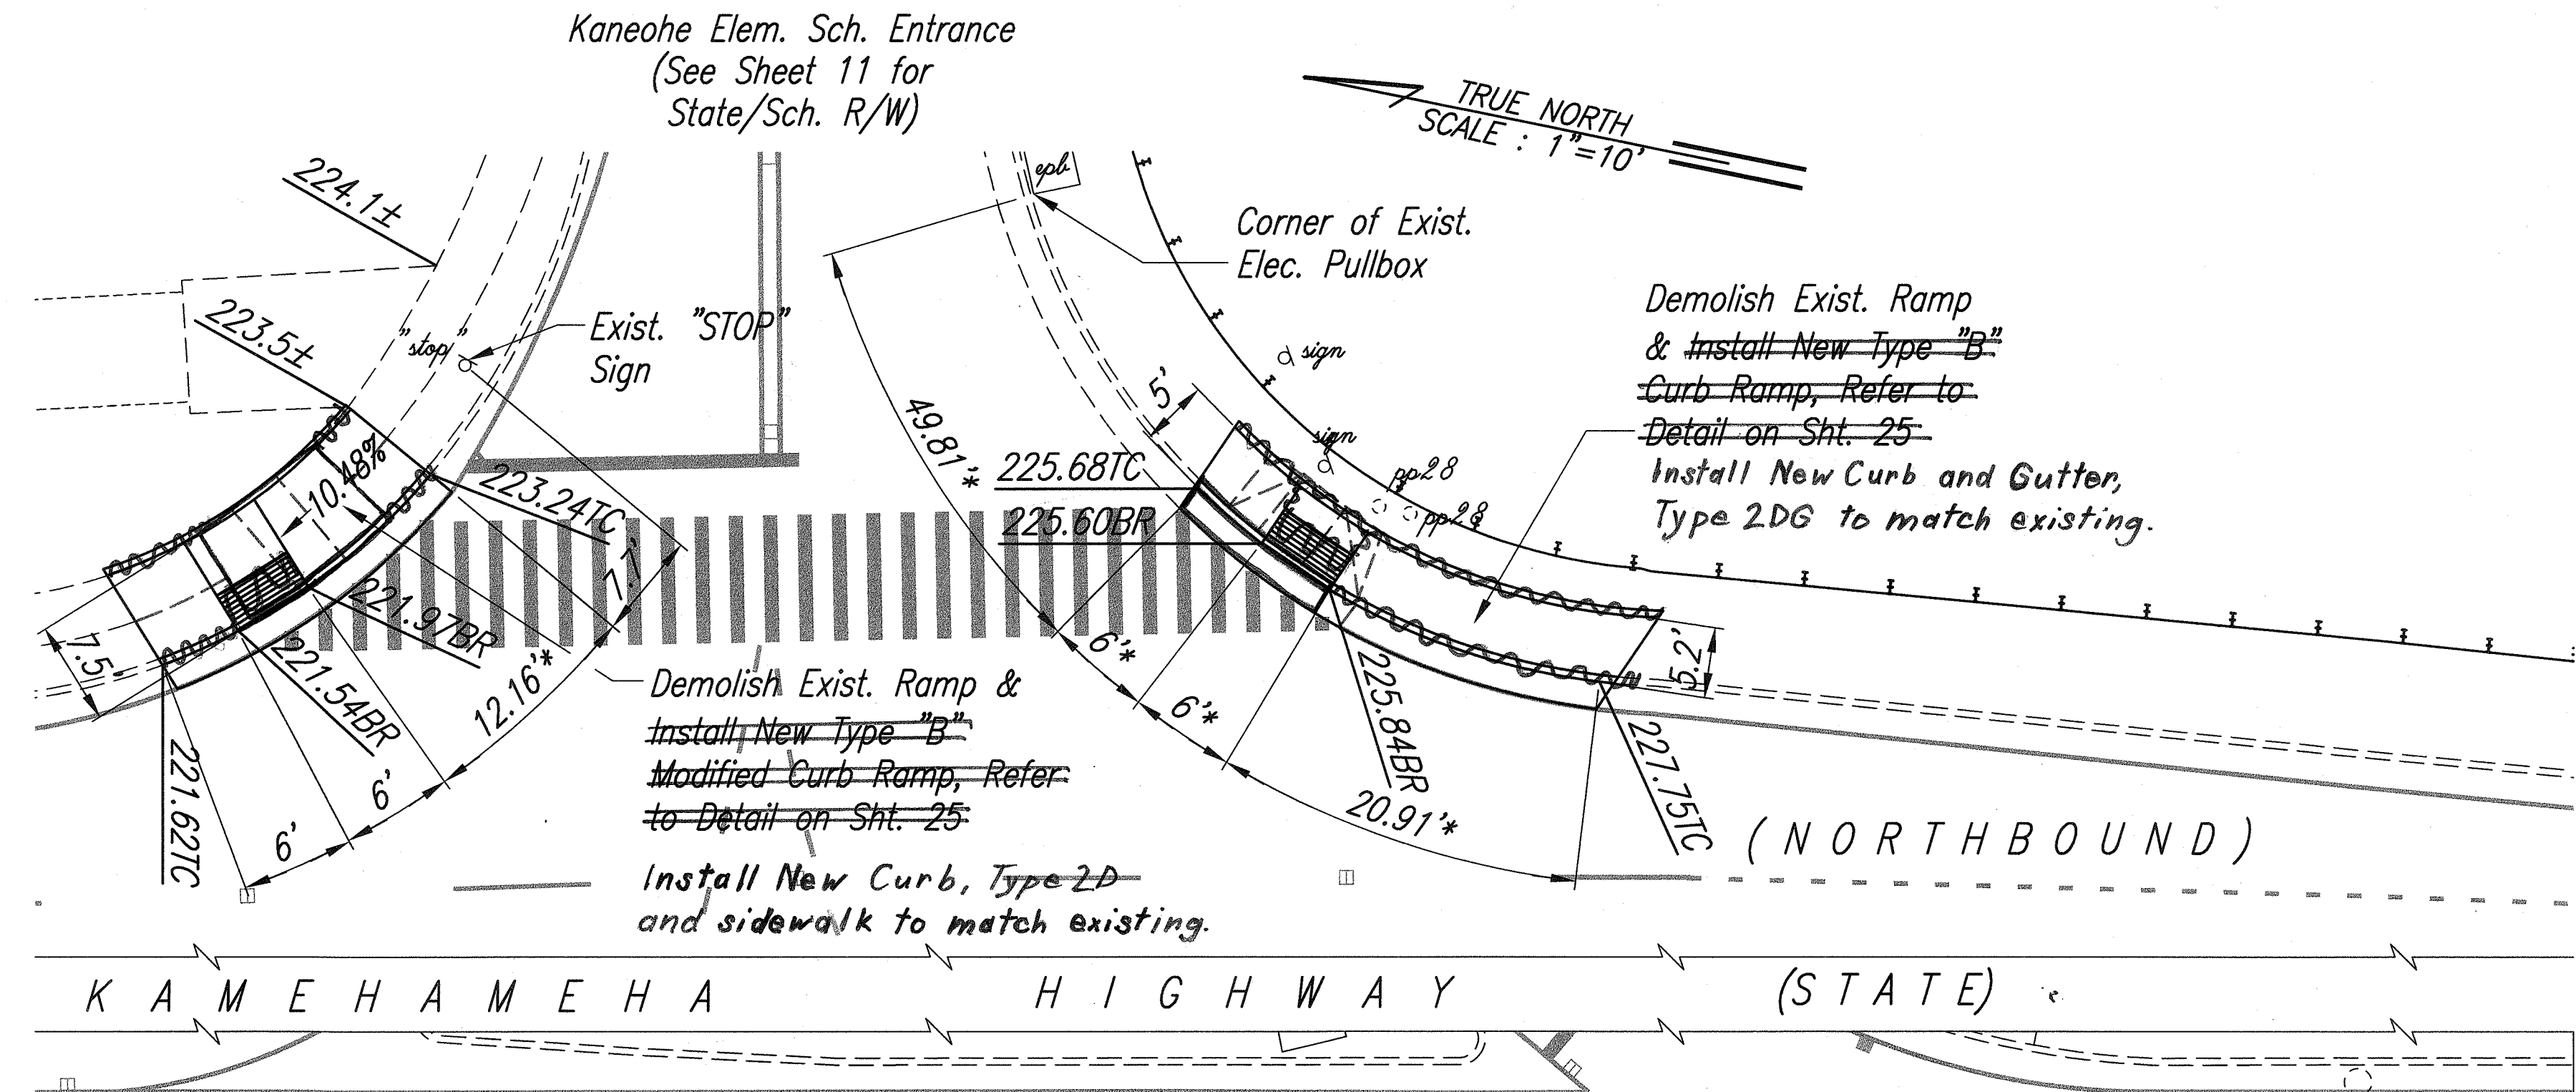 Kaneohe Elem. Sch. Entrance
(See Sheet 11 for
State/Sch. R/W)
TRUE NORTH
SCALE : 1"=10'
224.1±
223.5±
"stop"
Exist. "STOP"
Sign
epb
Corner of Exist.
Elec. Pullbox
sign
sign
pp28
pp28
Demolish Exist. Ramp
& Install New Type "B"
Curb Ramp, Refer to
Detail on Sht. 25
Install New Curb and Gutter,
Type 2DG to match existing.
10.48%
223.24TC
7.7'
49.81'*
5'
225.68TC
225.60BR
221.97BR
221.54BR
7.5'
221.62TC
12.16'*
6'
6'
6'*
6'*
225.84BR
20.91'*
5.2'
227.75TC
Demolish Exist. Ramp &
Install New Type "B"
Modified Curb Ramp, Refer
to Detail on Sht. 25
Install New Curb, Type 2D
and sidewalk to match existing.
(NORTHBOUND)
KAMEHAMEHA HIGHWAY (STATE)